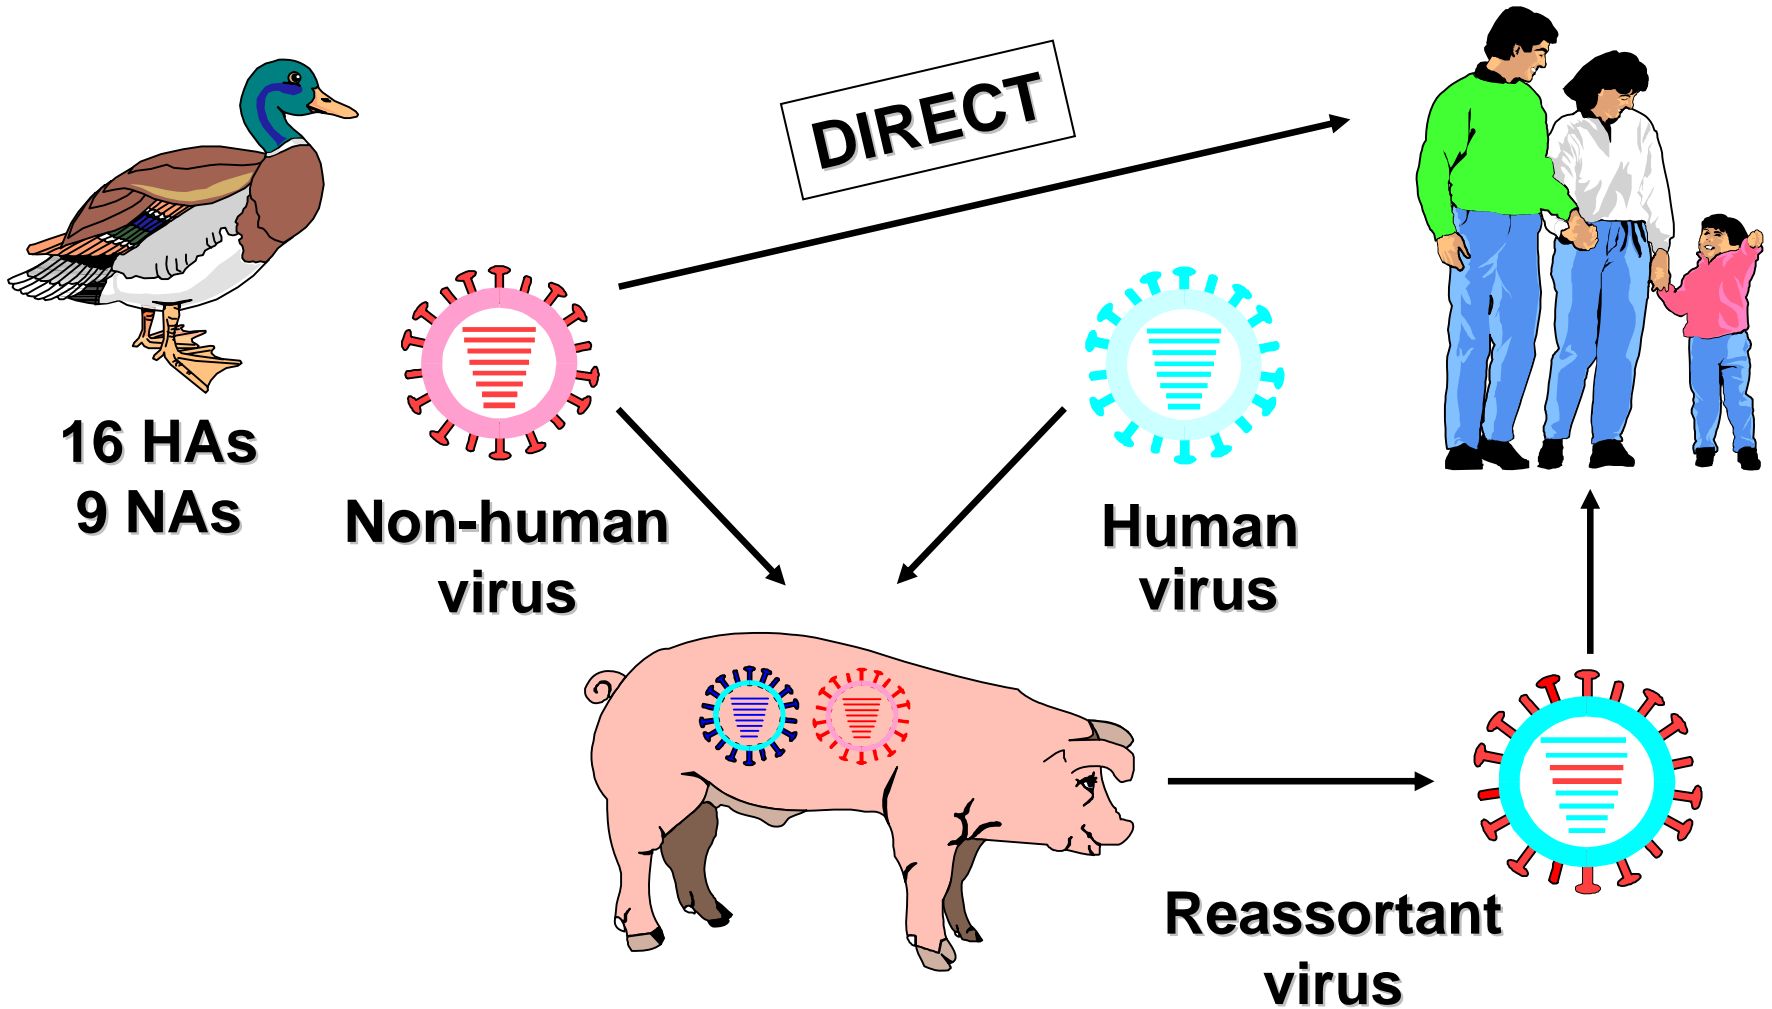 DIRECT
16 HAs
9 NAs
Non-human
virus
Human
virus
Reassortant
virus